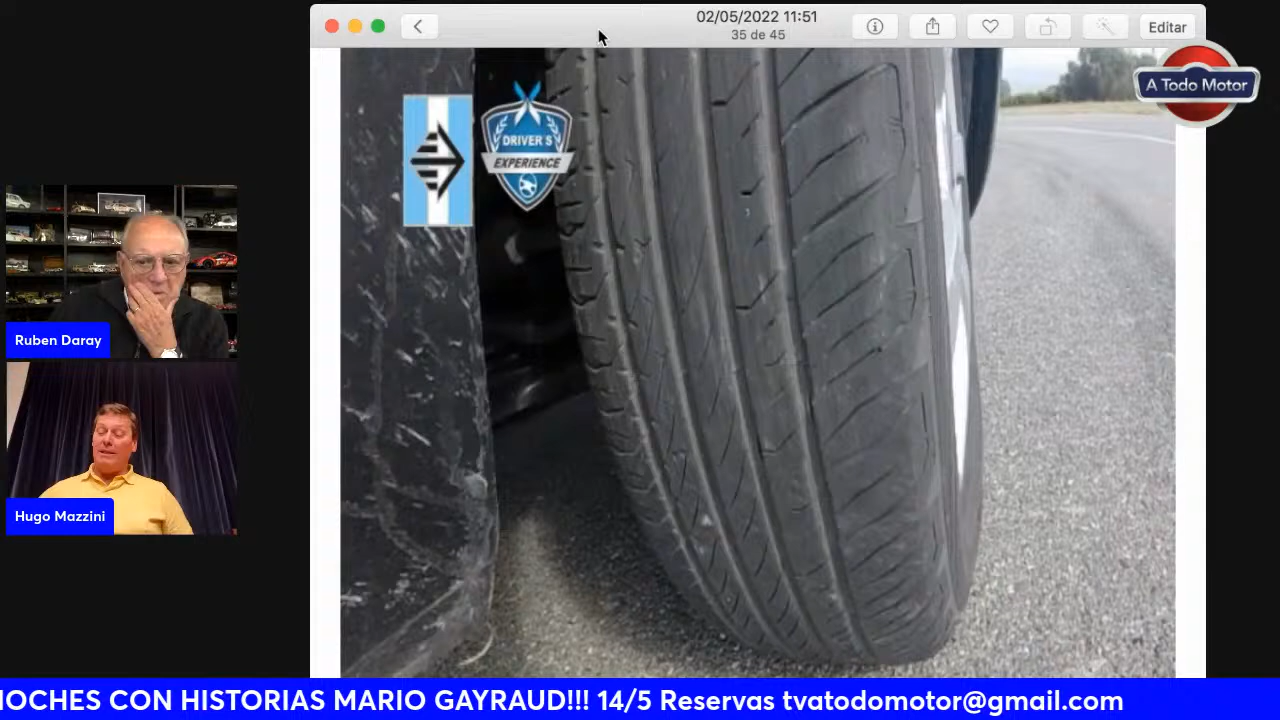 02/05/2022 11:51
35 de 45
Editar
A Todo Motor
DRIVER'S
EXPERIENCE
Ruben Daray
Hugo Mazzini
NOCHES CON HISTORIAS MARIO GAYRAUD!!! 14/5 Reservas tvatodomotor@gmail.com